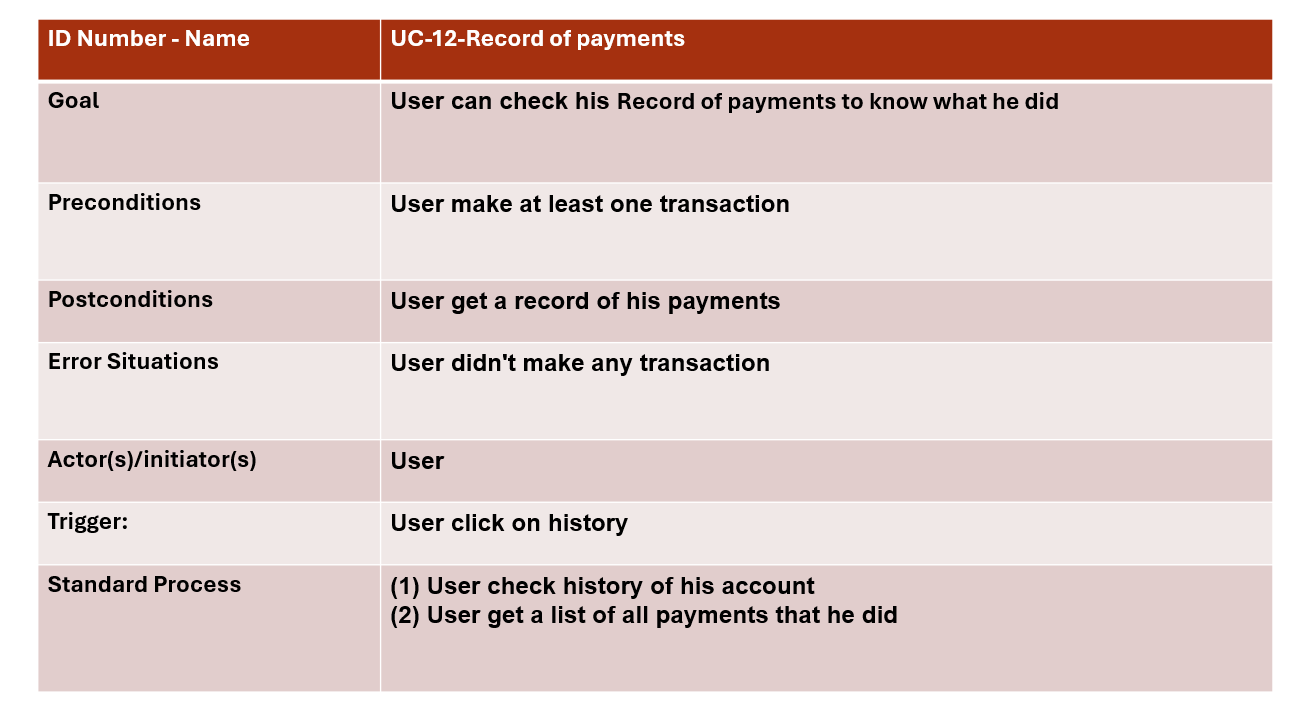 ID Number - Name
UC-12-Record of payments
Goal
User can check his Record of payments to know what he did
Preconditions
User make at least one transaction
Postconditions
User get a record of his payments
Error Situations
User didn't make any transaction
Actor(s)/initiator(s)
User
Trigger:
User click on history
Standard Process
(1) User check history of his account
(2) User get a list of all payments that he did